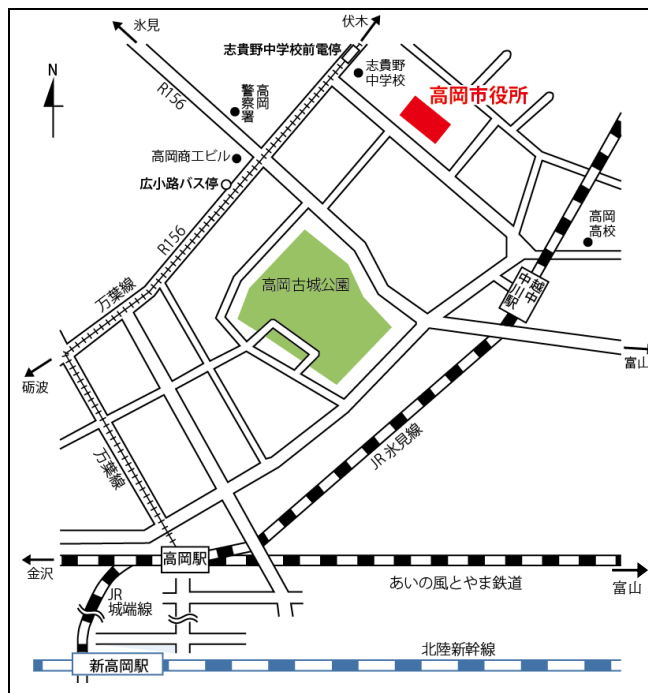 伏木
氷見
志貴野中学校前電停
志貴野
中学校
N
R156
高岡
警察署
高岡市役所
高岡商工ビル
広小路バス停
R156
高岡
高校
高岡古城公園
越中
中川駅
万葉線
富山
砺波
JR氷見線
万葉線
高岡駅
金沢
あいの風とやま鉄道
富山
JR
城端線
北陸新幹線
新高岡駅